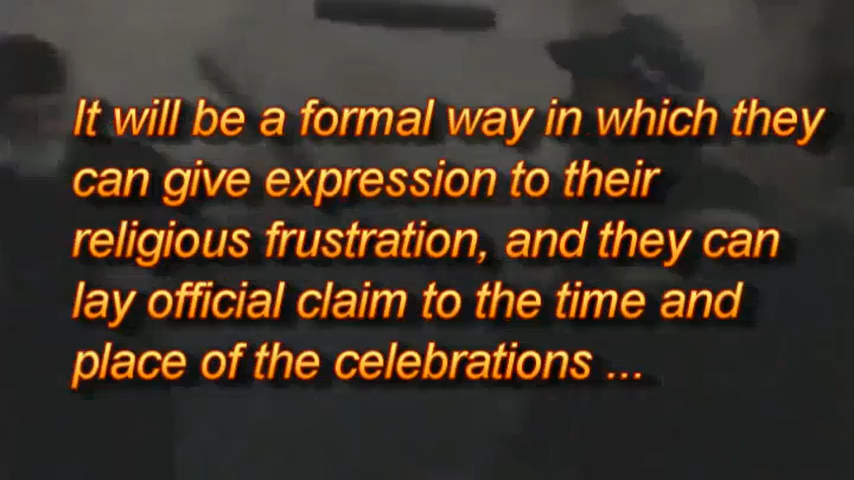 It will be a formal way in which they
can give expression to their
religious frustration, and they can
lay official claim to the time and
place of the celebrations ...